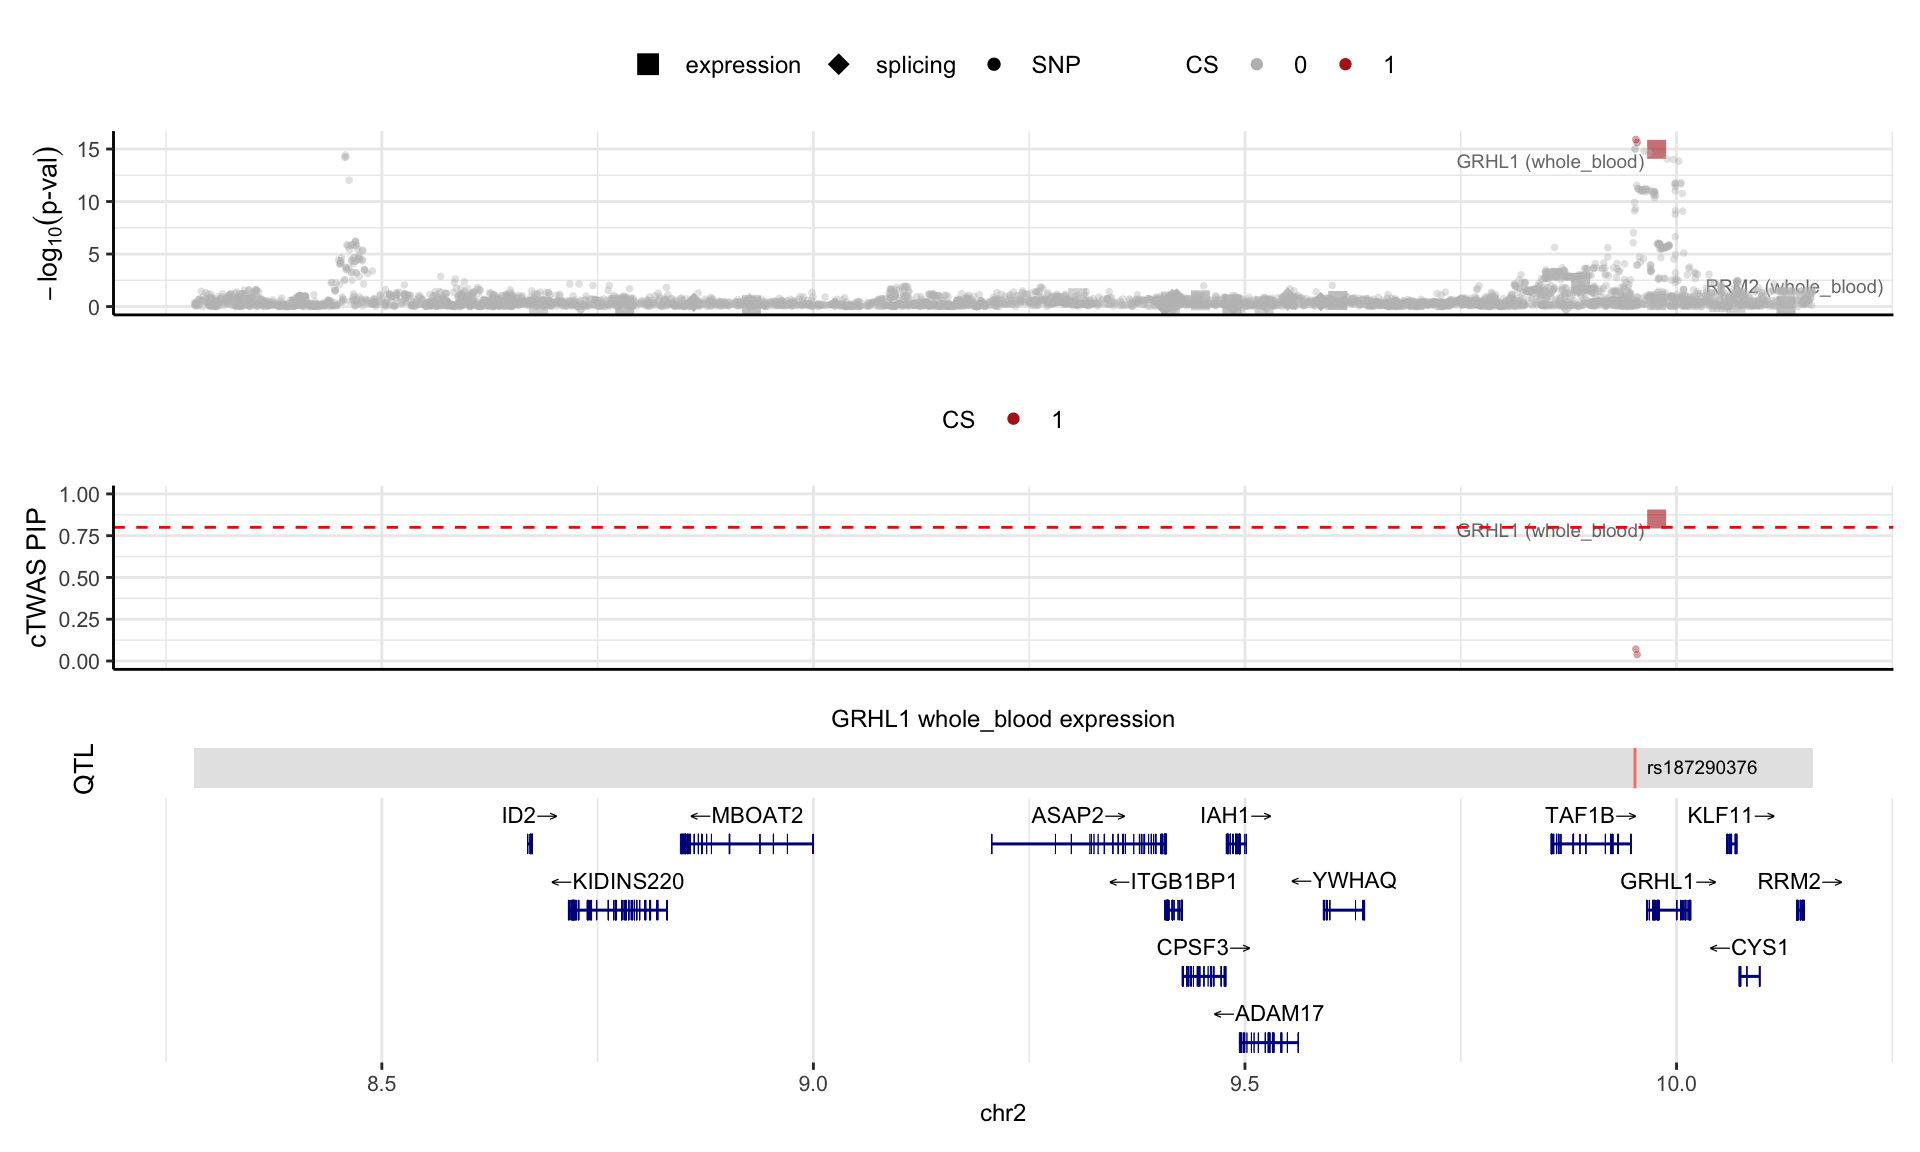 expression splicing SNP CS 0 1
−log10(p-val)
15
10
5
0
GRHL1 (whole_blood)
RRM2 (whole_blood)
CS 1
cTWAS PIP
1.00
0.75
0.50
0.25
0.00
GRHL1 (whole_blood)
GRHL1 whole_blood expression
QTL
rs187290376
ID2→ ←MBOAT2 ASAP2→ IAH1→ TAF1B→ KLF11→
←KIDINS220 ←ITGB1BP1 ←YWHAQ GRHL1→ RRM2→
CPSF3→ ←CYS1
←ADAM17
8.5 9.0 9.5 10.0
chr2